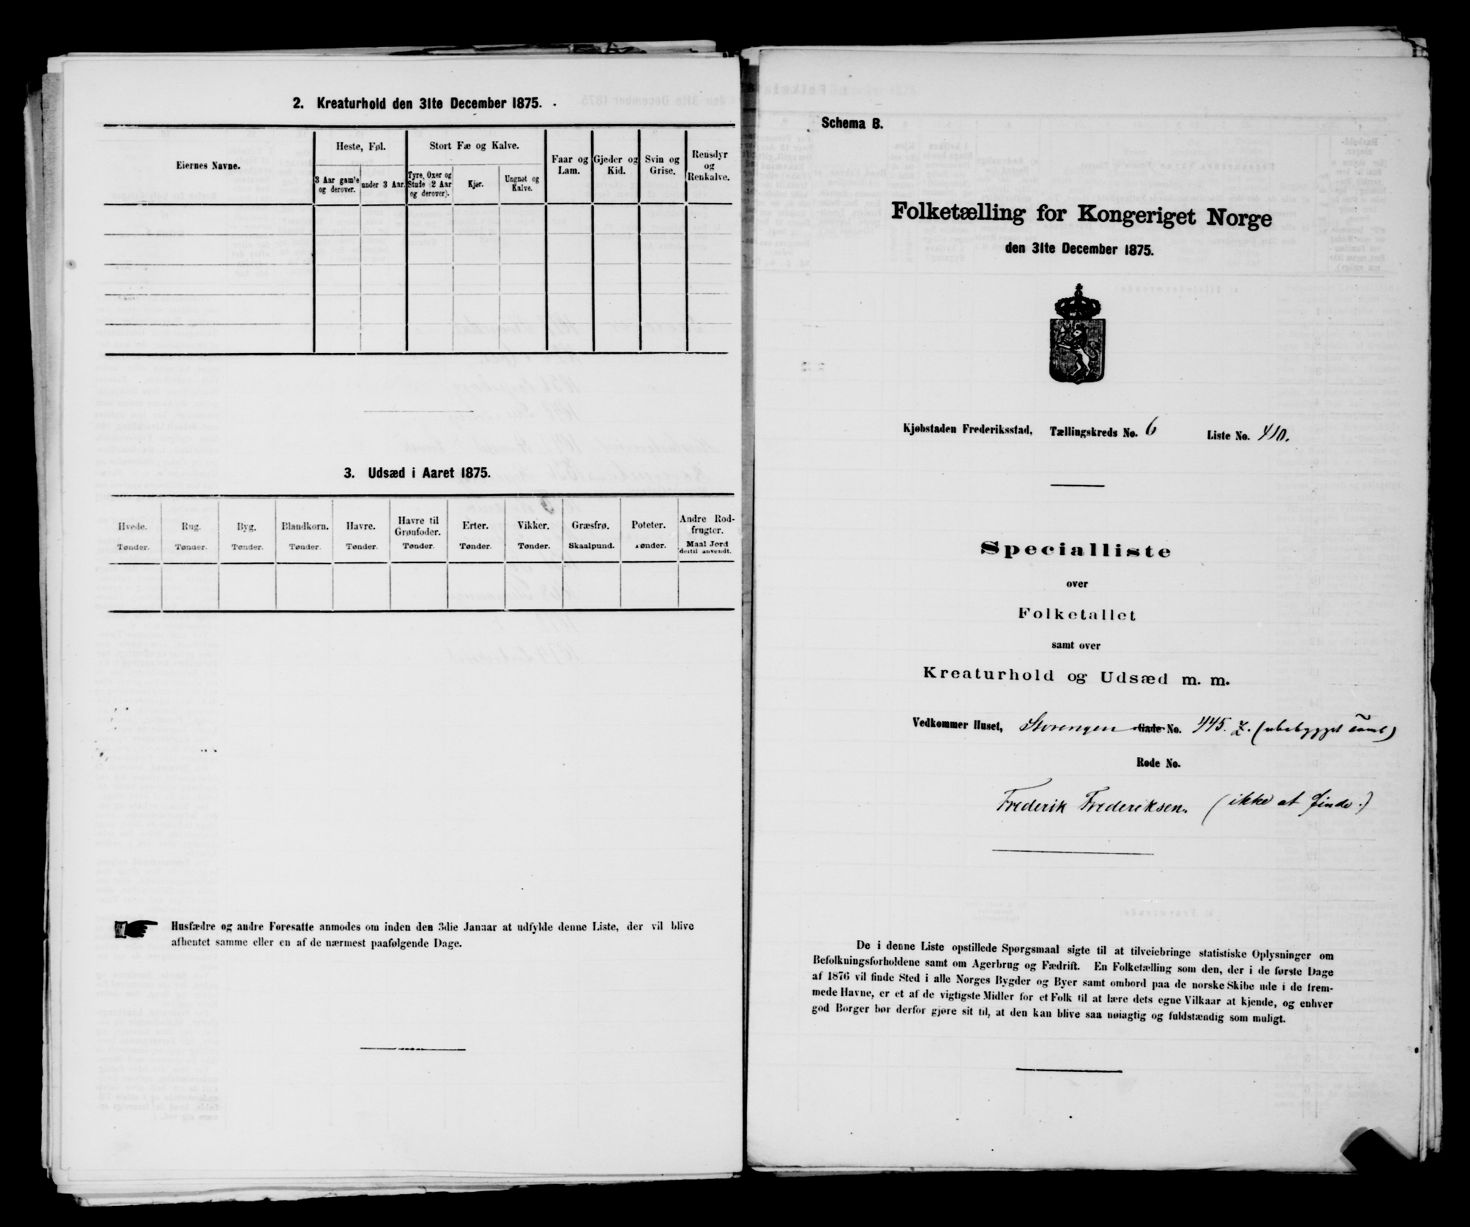 2. Kreaturhold den 31te December 1875.
Eiernes Navne.
Heste, Føl.
Stort Fæ og Kalve.
Faar og Lam.
Gjeder og Kid.
Svin og Grise.
Rensdyr og Renkalve.
3 Aar gamle og derover.
under 3 Aar.
Tyre, Oxer og Stude (2 Aar og derover).
Kjør.
Ungnøt og Kalve.
3. Udsæd i Aaret 1875.
Hvede. Rug. Byg. Blandkorn. Havre. Havre til Grønfoder. Erter. Vikker. Græsfrø. Poteter. Andre Rodfrugter.
Tønder. Tønder. Tønder. Tønder. Tønder. Tønder. Tønder. Tønder. Skaalpund. Tønder. Maal Jord dertil anvendt.
Husfædre og andre Foresatte anmodes om inden den 3die Januar at udfylde denne Liste, der vil blive
afhentet samme eller en af de nærmest paafølgende Dage.
Schema B.
Folketælling for Kongeriget Norge
den 31te December 1875.
Kjøbstaden Frederiksstad, Tællingskreds No. 6 Liste No. 410.
Specialliste
over
Folketallet
samt over
Kreaturhold og Udsæd m. m.
Vedkommer Huset, Storengen Gade No. 445. Z. (ubebygget tomt)
Rode No.
Frederik Frederiksen. (ikke at finde.)
De i denne Liste opstillede Spørgsmaal sigte til at tilveiebringe statistiske Oplysninger om
Befolkningsforholdene samt om Agerbrug og Fædrift. En Folketælling som den, der i de første Dage
af 1876 vil finde Sted i alle Norges Bygder og Byer samt ombord paa de norske Skibe ude i de frem-
mede Havne, er et af de vigtigste Midler for et Folk til at lære dets egne Vilkaar at kjende, og enhver
god Borger bør derfor gjøre sit til, at den kan blive saa nøiagtig og fuldstændig som muligt.